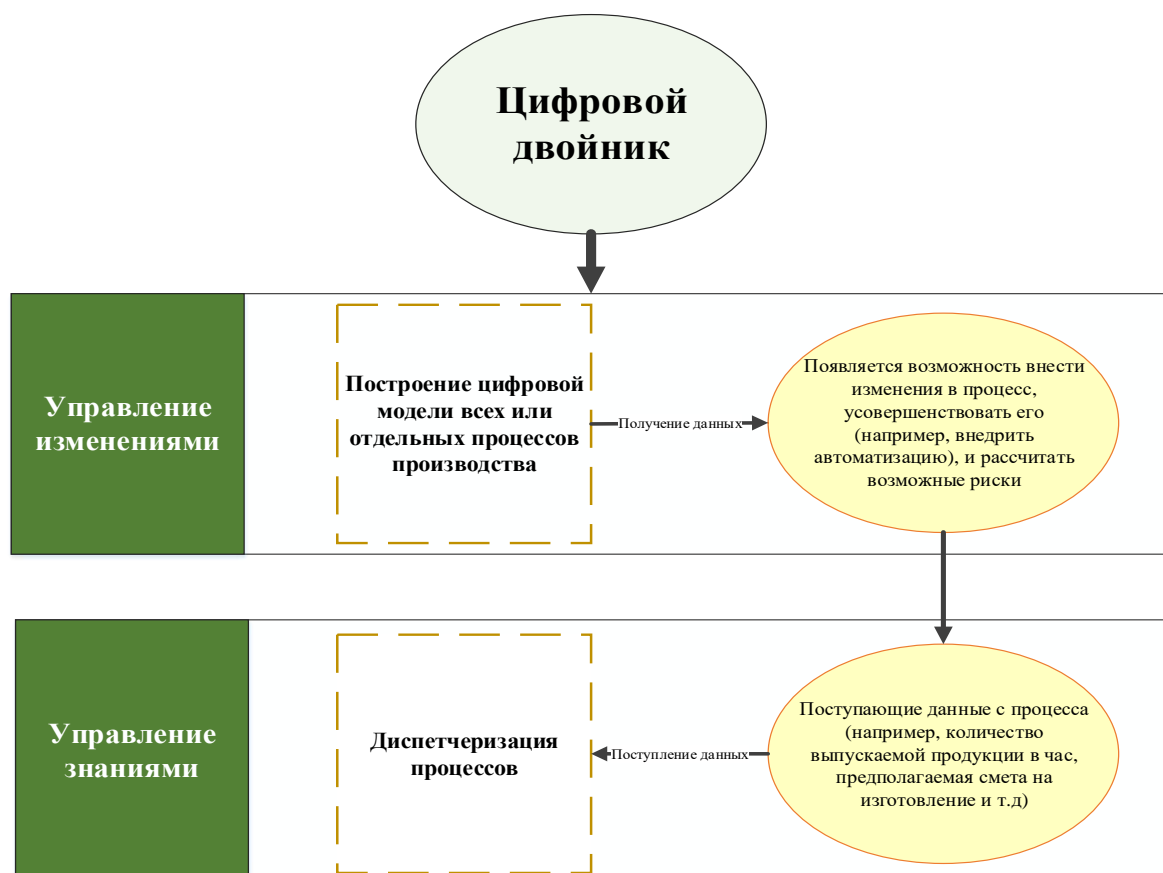 Цифровой
двойник
Управление
изменениями
Построение цифровой
модели всех или
отдельных процессов
производства
Получение данных
Появляется возможность внести
изменения в процесс,
усовершенствовать его
(например, внедрить
автоматизацию), и рассчитать
возможные риски
Управление
знаниями
Диспетчеризация
процессов
Поступление данных
Поступающие данные с процесса
(например, количество
выпускаемой продукции в час,
предполагаемая смета на
изготовление и т.д)